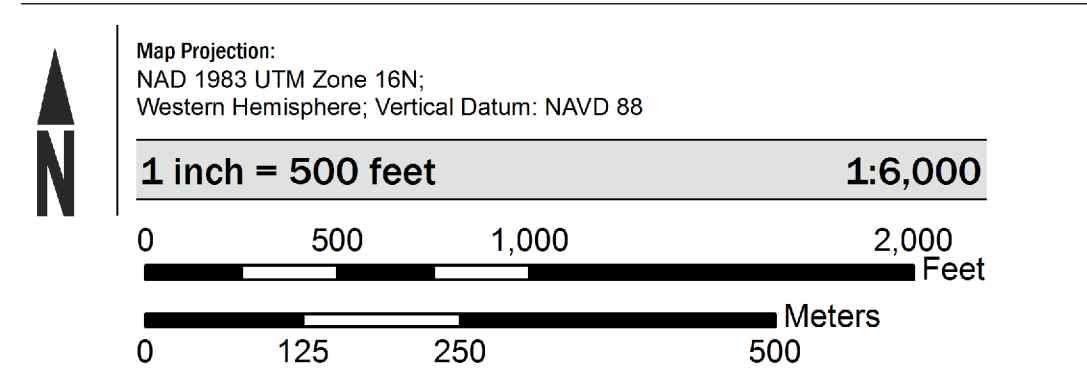 Map Projection:
NAD 1983 UTM Zone 16N;
Western Hemisphere; Vertical Datum: NAVD 88
N
1 inch = 500 feet 1:6,000
0 500 1,000 2,000
Feet
Meters
0 125 250 500